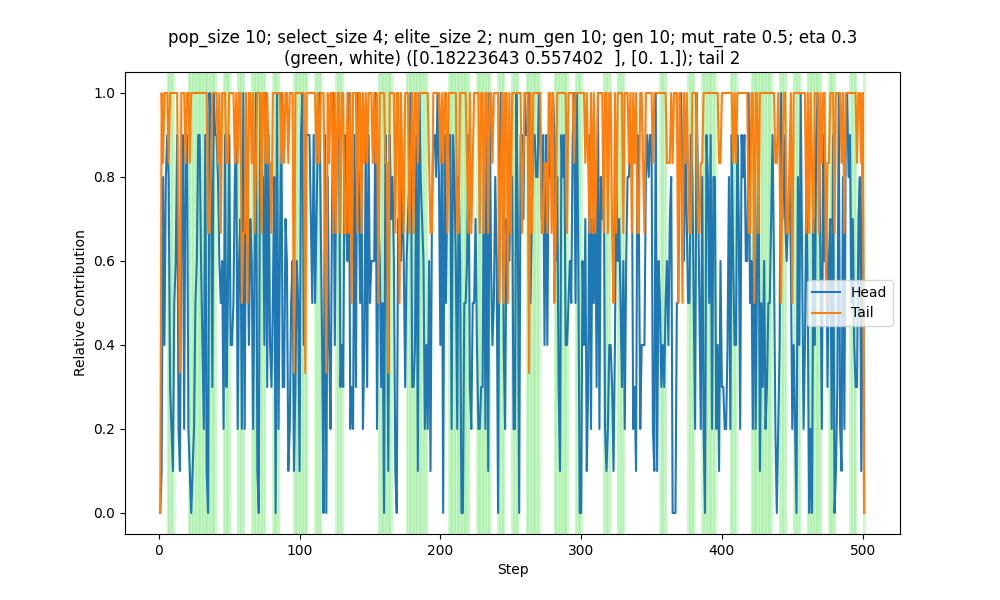 pop_size 10; select_size 4; elite_size 2; num_gen 10; gen 10; mut_rate 0.5; eta 0.3
(green, white) ([0.18223643 0.557402  ], [0. 1.]); tail 2
1.0
0.8
0.6
0.4
0.2
0.0
Relative Contribution
Head
Tail
0 100 200 300 400 500
Step